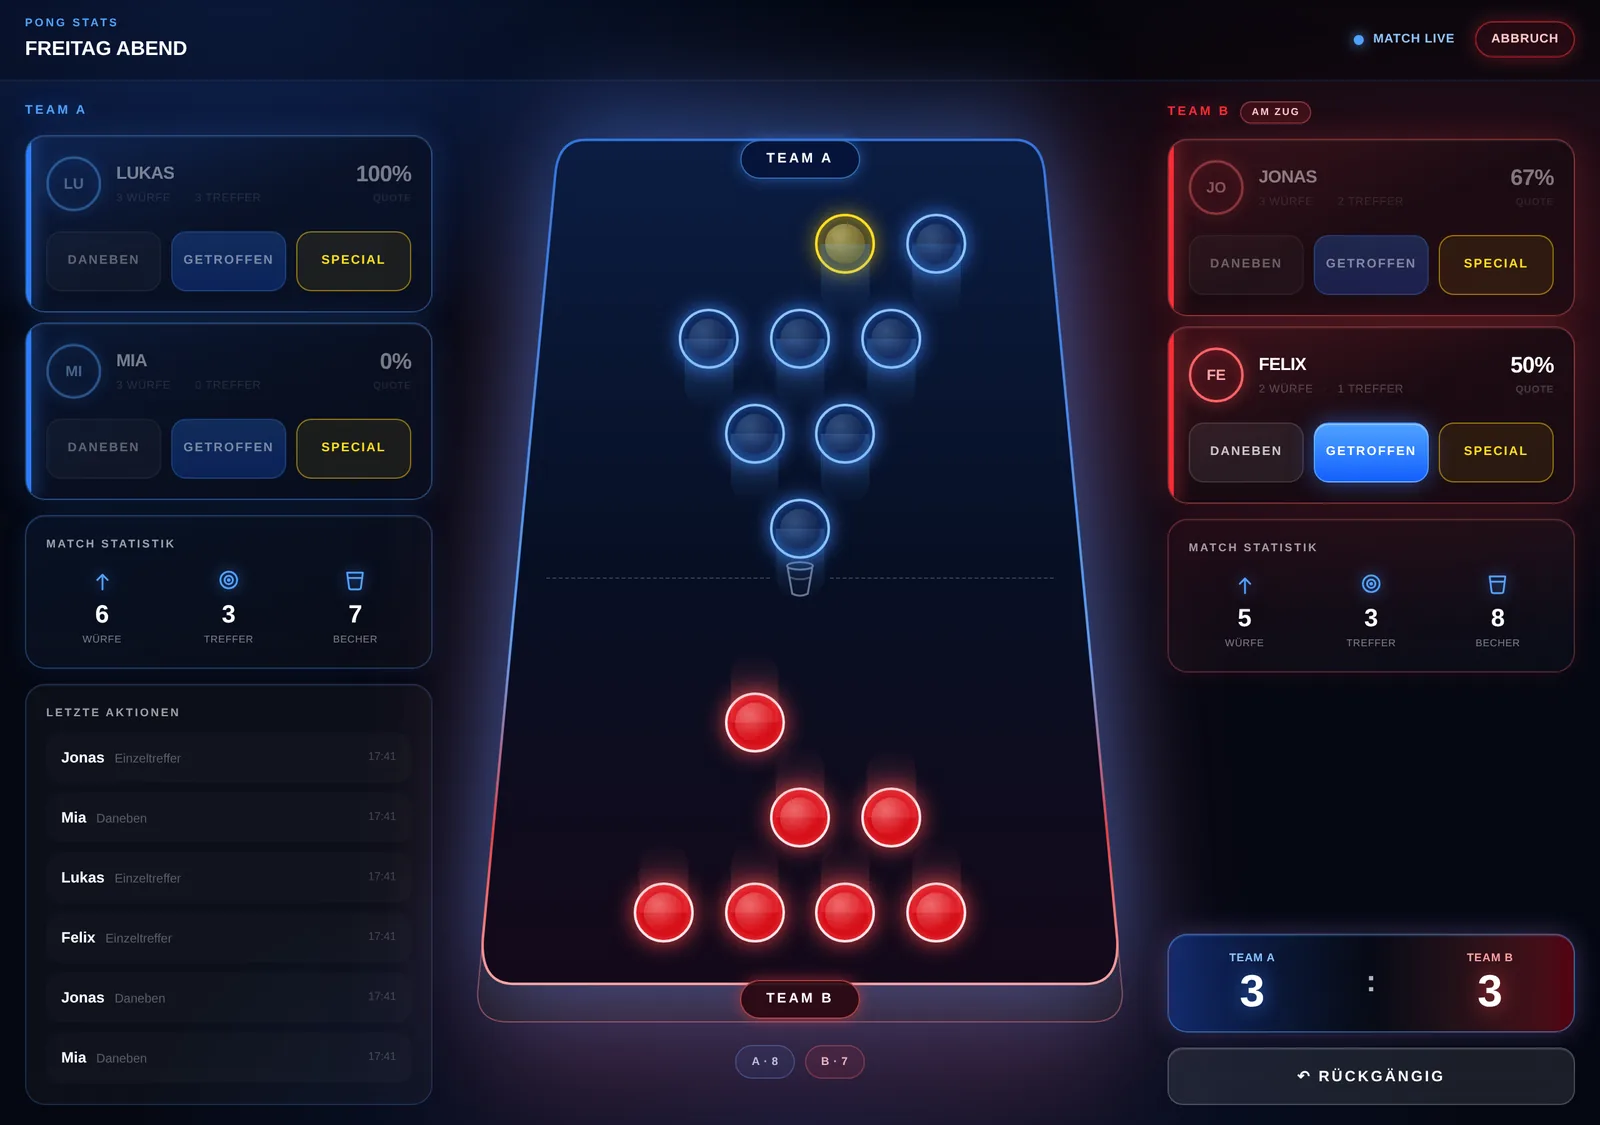 PONG STATS
FREITAG ABEND
MATCH LIVE
ABBRUCH
TEAM A
LU
LUKAS
100%
3 WÜRFE 3 TREFFER
QUOTE
DANEBEN
GETROFFEN
SPECIAL
MI
MIA
0%
3 WÜRFE 0 TREFFER
QUOTE
DANEBEN
GETROFFEN
SPECIAL
MATCH STATISTIK
6
3
7
WÜRFE
TREFFER
BECHER
LETZTE AKTIONEN
Jonas Einzeltreffer 17:41
Mia Daneben 17:41
Lukas Einzeltreffer 17:41
Felix Einzeltreffer 17:41
Jonas Daneben 17:41
Mia Daneben 17:41
TEAM A
TEAM B
A · 8
B · 7
TEAM B
AM ZUG
JO
JONAS
67%
3 WÜRFE 2 TREFFER
QUOTE
DANEBEN
GETROFFEN
SPECIAL
FE
FELIX
50%
2 WÜRFE 1 TREFFER
QUOTE
DANEBEN
GETROFFEN
SPECIAL
MATCH STATISTIK
5
3
8
WÜRFE
TREFFER
BECHER
TEAM A
TEAM B
3 : 3
↶ RÜCKGÄNGIG